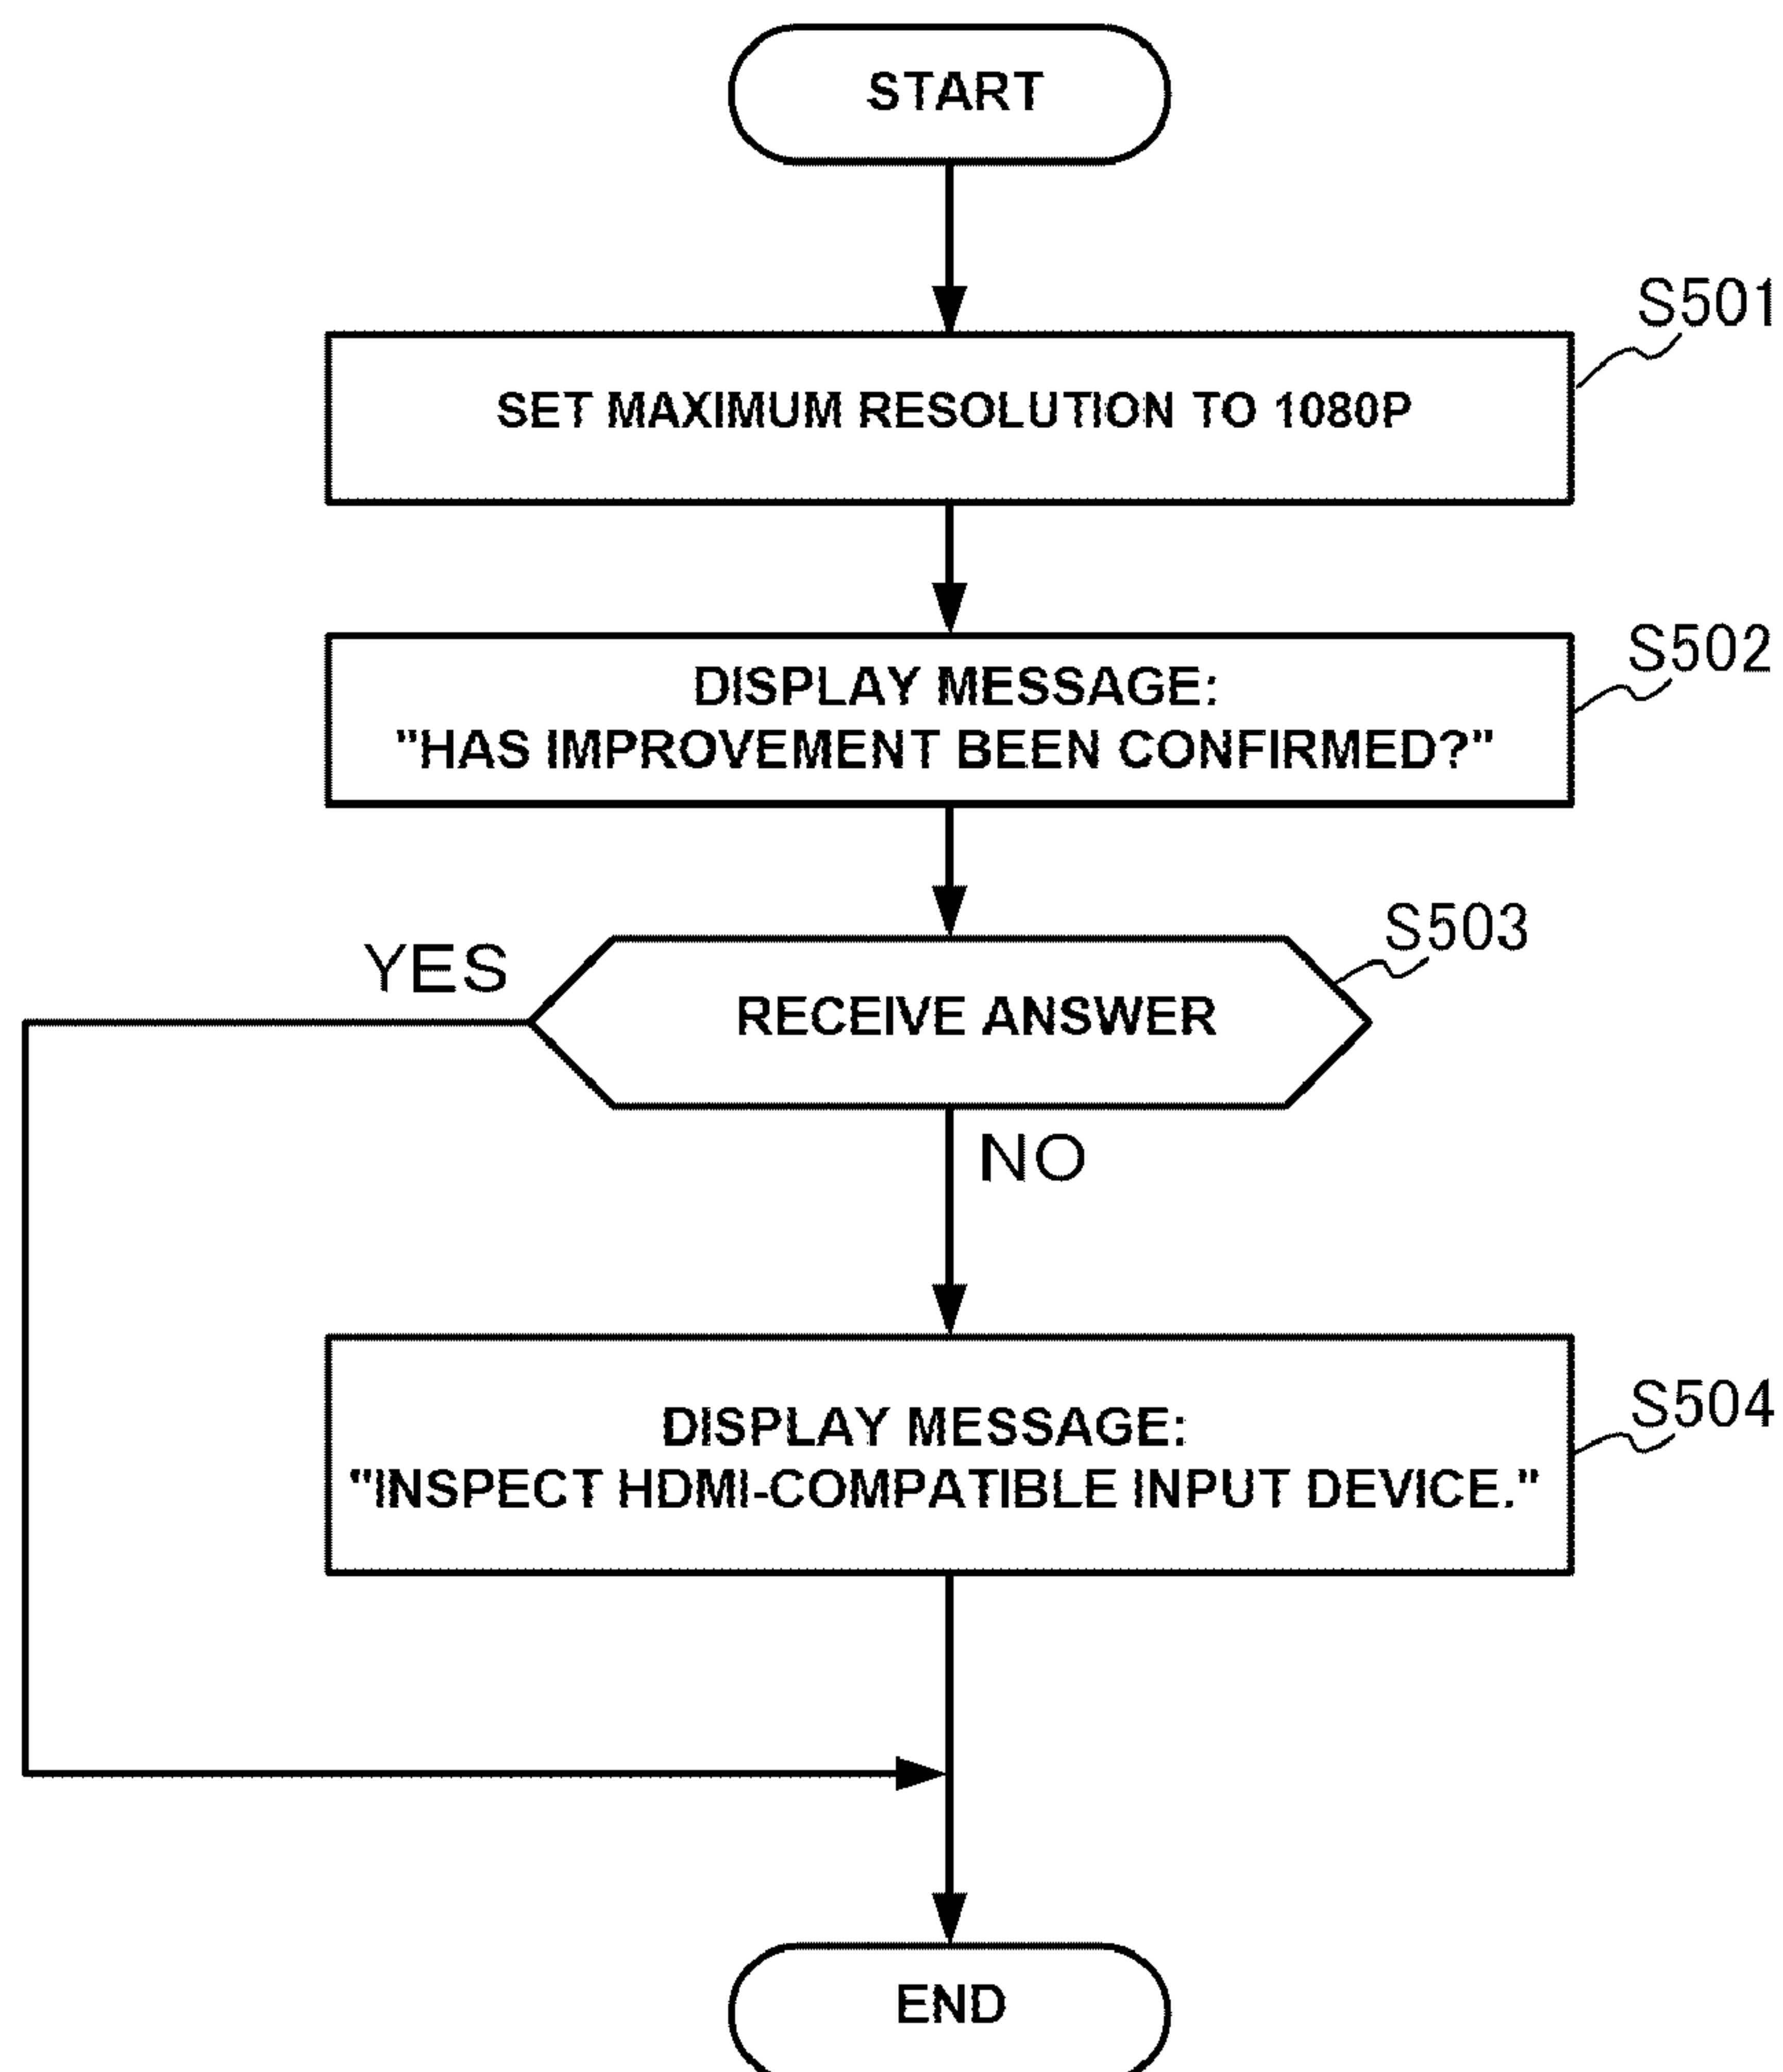 START
S501
SET MAXIMUM RESOLUTION TO 1080P
S502
DISPLAY MESSAGE:
"HAS IMPROVEMENT BEEN CONFIRMED?"
S503
YES
RECEIVE ANSWER
NO
S504
DISPLAY MESSAGE:
"INSPECT HDMI-COMPATIBLE INPUT DEVICE."
END